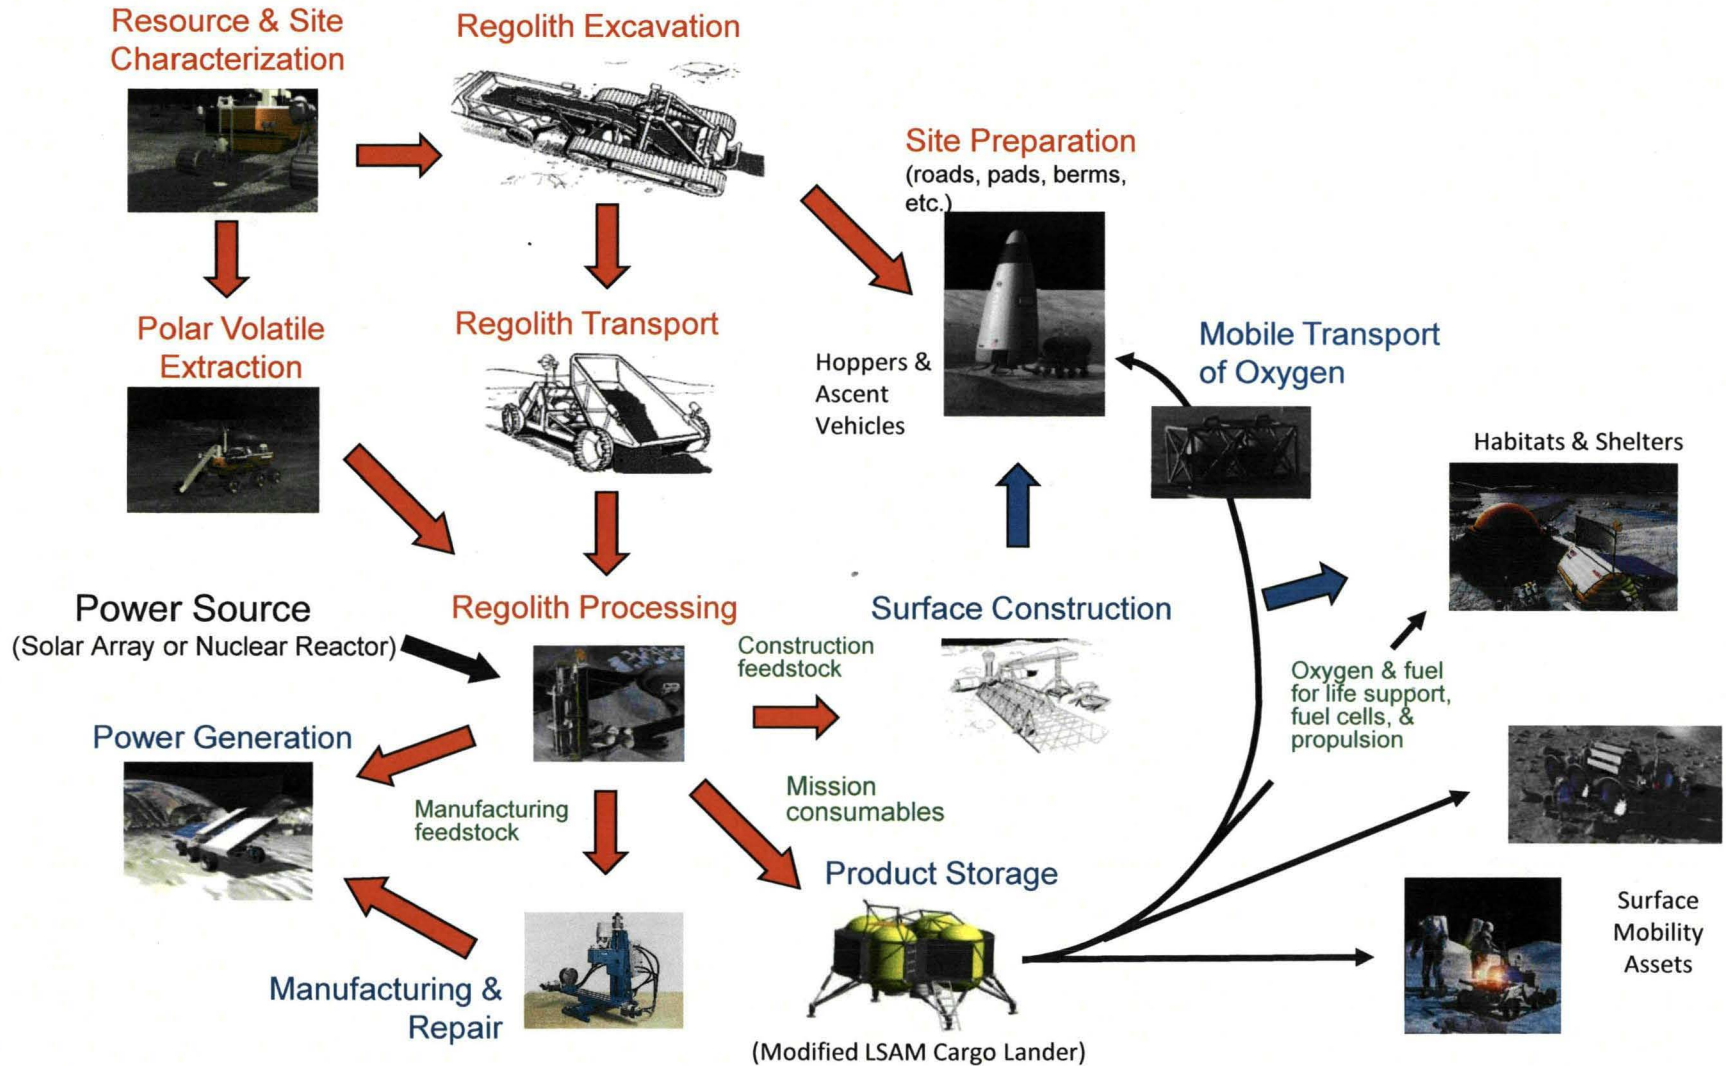 Resource & Site
Characterization
Regolith Excavation
Site Preparation
(roads, pads, berms,
etc.)
Polar Volatile
Extraction
Regolith Transport
Hoppers &
Ascent
Vehicles
Mobile Transport
of Oxygen
Habitats & Shelters
Power Source
(Solar Array or Nuclear Reactor)
Regolith Processing
Construction
feedstock
Surface Construction
Oxygen & fuel
for life support,
fuel cells, &
propulsion
Power Generation
Manufacturing
feedstock
Mission
consumables
Product Storage
Surface
Mobility
Assets
Manufacturing &
Repair
(Modified LSAM Cargo Lander)